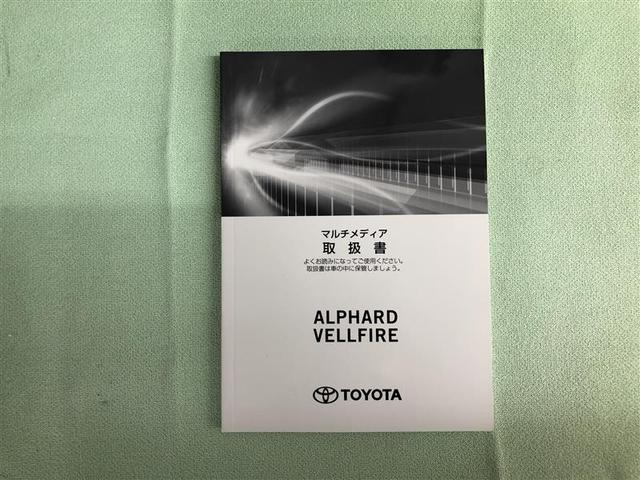 マルチメディア
取扱書
よくお読みになってご使用ください。
取扱書は車の中に保管しましょう。
ALPHARD
VELLFIRE
TOYOTA